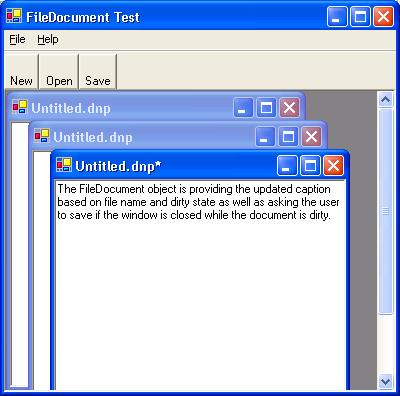 FileDocument Test
File Help
New Open Save
Untitled.dnp
Untitled.dnp
Untitled.dnp*
The FileDocument object is providing the updated caption
based on file name and dirty state as well as asking the user
to save if the window is closed while the document is dirty.